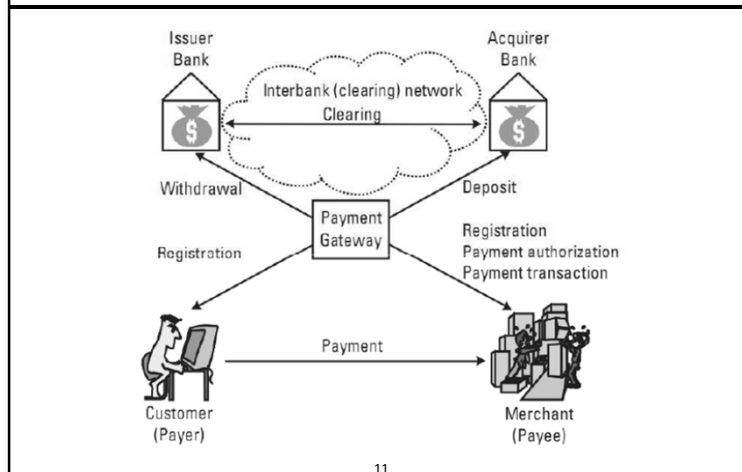 Issuer
Bank
Acquirer
Bank
Interbank (clearing) network
Clearing
$
$
Withdrawal
Deposit
Payment
Gateway
Registration
Registration
Payment authorization
Payment transaction
Payment
Customer
(Payer)
Merchant
(Payee)
11